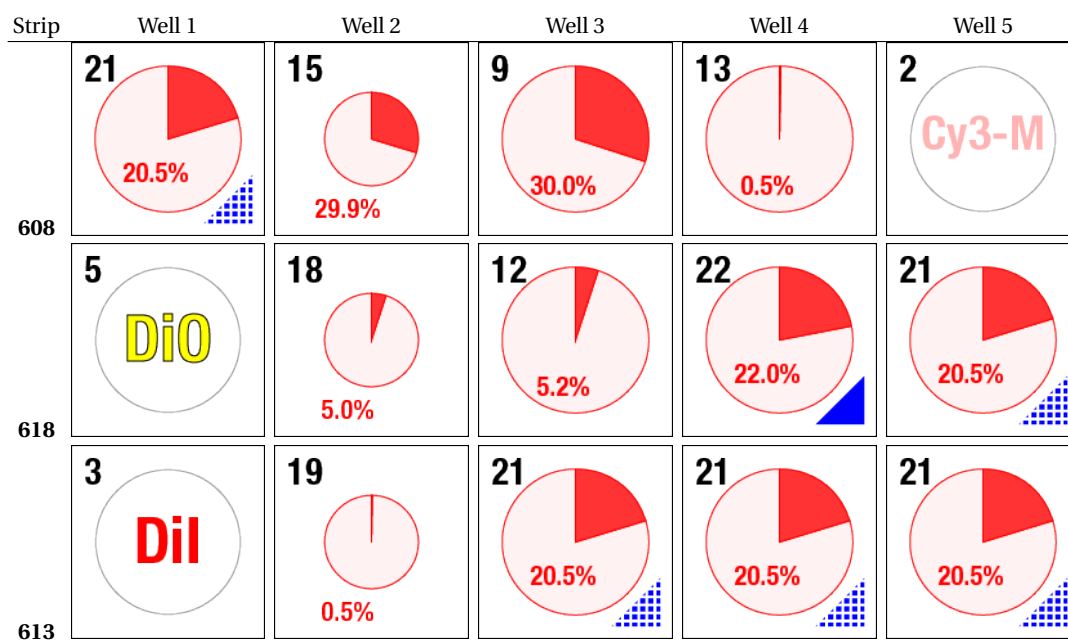 Strip Well 1 Well 2 Well 3 Well 4 Well 5
21 15 9 13 2
Cy3-M
20.5% 30.0% 0.5%
29.9%
608
5 18 12 22 21
DiO
22.0% 20.5%
5.2%
5.0%
618
3 19 21 21 21
DiI
20.5% 20.5% 20.5%
0.5%
613